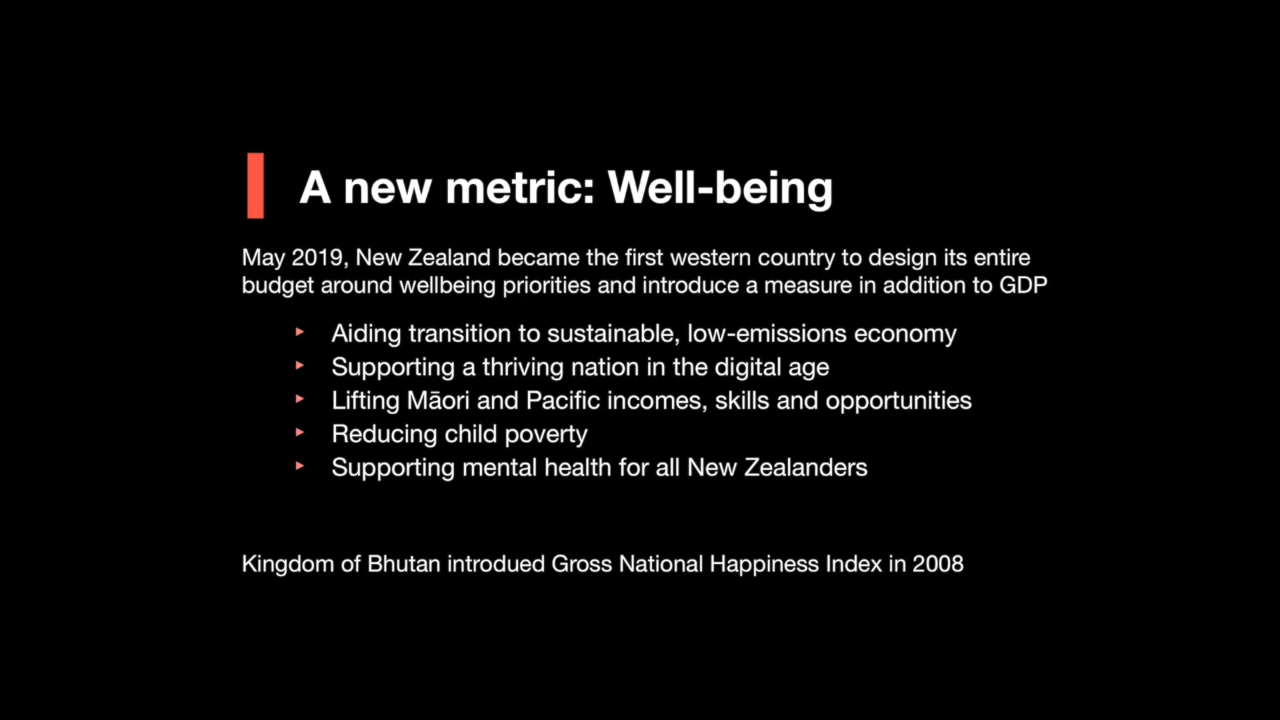 A new metric: Well-being
May 2019, New Zealand became the first western country to design its entire
budget around wellbeing priorities and introduce a measure in addition to GDP
▸ Aiding transition to sustainable, low-emissions economy
▸ Supporting a thriving nation in the digital age
▸ Lifting Māori and Pacific incomes, skills and opportunities
▸ Reducing child poverty
▸ Supporting mental health for all New Zealanders
Kingdom of Bhutan introdued Gross National Happiness Index in 2008